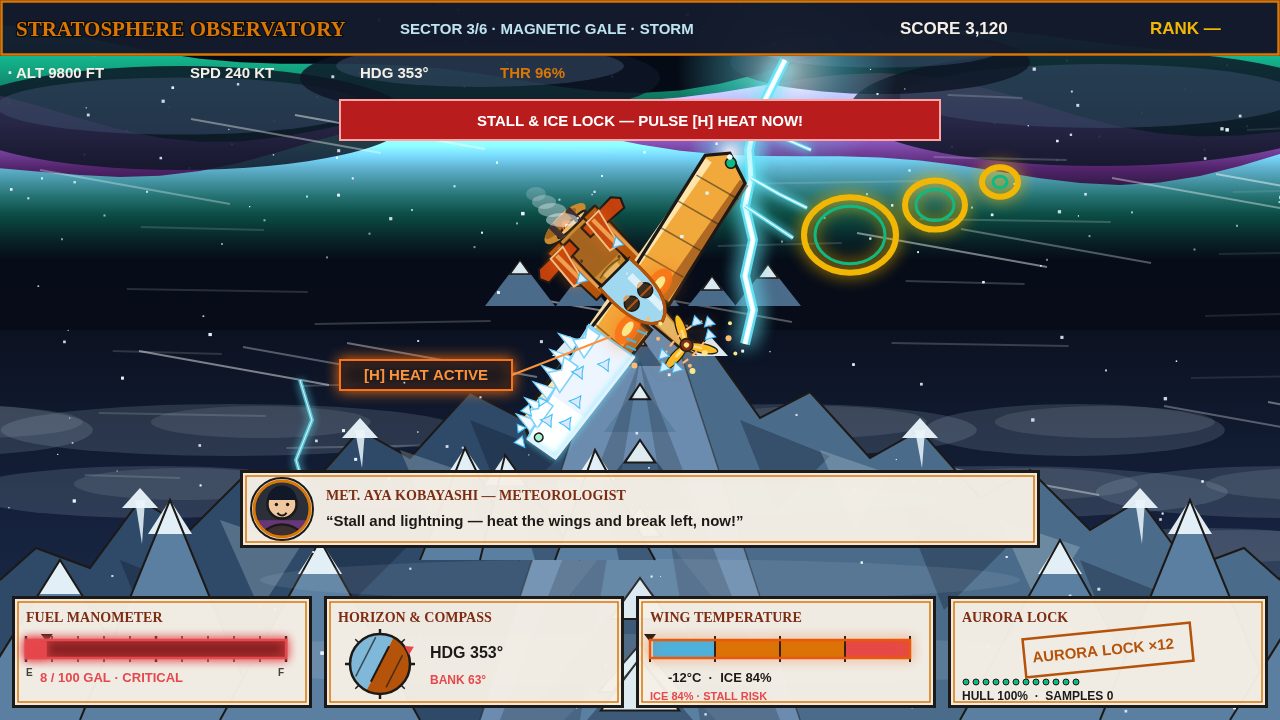 STRATOSPHERE OBSERVATORY
SECTOR 3/6 · MAGNETIC GALE · STORM
SCORE 3,120
RANK —
· ALT 9800 FT
SPD 240 KT
HDG 353°
THR 96%
STALL & ICE LOCK — PULSE [H] HEAT NOW!
[H] HEAT ACTIVE
MET. AYA KOBAYASHI — METEOROLOGIST
“Stall and lightning — heat the wings and break left, now!”
FUEL MANOMETER
E
F
8 / 100 GAL · CRITICAL
HORIZON & COMPASS
HDG 353°
BANK 63°
WING TEMPERATURE
-12°C · ICE 84%
ICE 84% · STALL RISK
AURORA LOCK
AURORA LOCK ×12
HULL 100% · SAMPLES 0